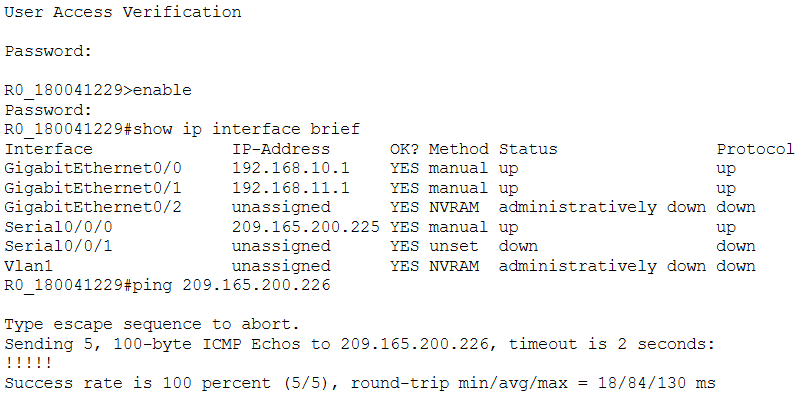 User Access Verification
Password:
R0_180041229>enable
Password:
R0_180041229#show ip interface brief
Interface IP-Address OK? Method Status Protocol
GigabitEthernet0/0 192.168.10.1 YES manual up up
GigabitEthernet0/1 192.168.11.1 YES manual up up
GigabitEthernet0/2 unassigned YES NVRAM administratively down down
Serial0/0/0 209.165.200.225 YES manual up up
Serial0/0/1 unassigned YES unset down down
Vlan1 unassigned YES NVRAM administratively down down
R0_180041229#ping 209.165.200.226
Type escape sequence to abort.
Sending 5, 100-byte ICMP Echos to 209.165.200.226, timeout is 2 seconds:
!!!!!
Success rate is 100 percent (5/5), round-trip min/avg/max = 18/84/130 ms